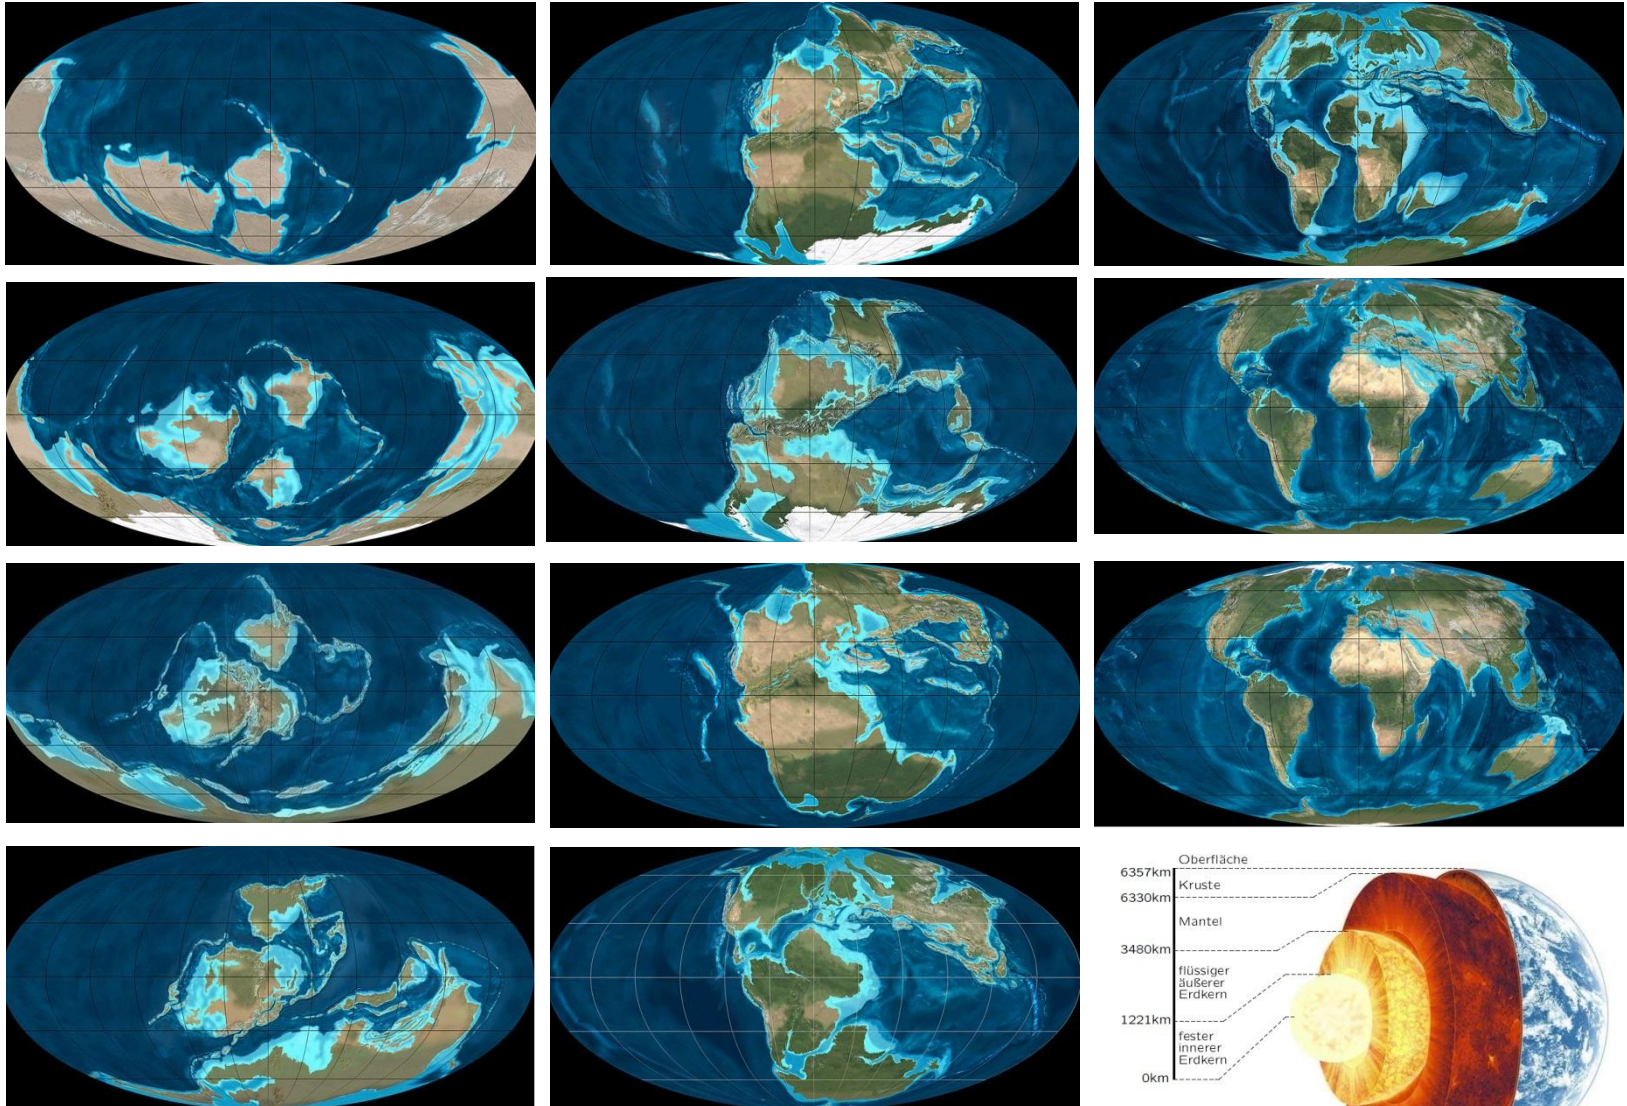 Oberfläche
6357km
Kruste
6330km
Mantel
3480km
flüssiger
äußerer
Erdkern
1221km
fester
innerer
Erdkern
0km